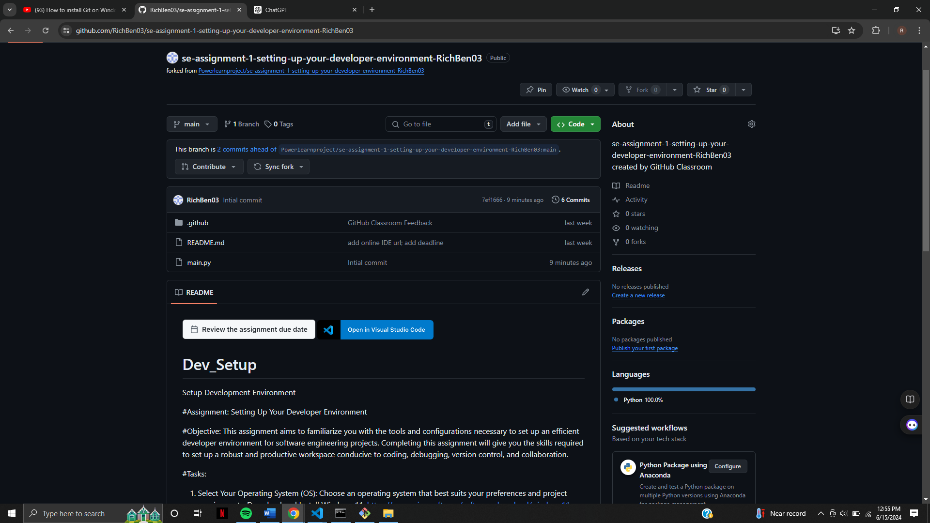 (93) How to install Git on Wind
RichBen03/se-assignment-1-se
ChatGPT
github.com/RichBen03/se-assignment-1-setting-up-your-developer-environment-RichBen03
se-assignment-1-setting-up-your-developer-environment-RichBen03 Public
forked from Powerlearnproject/se-assignment-1-setting-up-your-developer-environment-RichBen03
Pin Watch 0 Fork 0 Star 0
main 1 Branch 0 Tags Go to file t Add file <> Code
This branch is 2 commits ahead of Powerlearnproject/se-assignment-1-setting-up-your-developer-environment-RichBen03:main .
Contribute Sync fork
RichBen03 Intial commit 7ef1666 · 9 minutes ago 6 Commits
.github GitHub Classroom Feedback last week
README.md add online IDE url; add deadline last week
main.py Intial commit 9 minutes ago
README
Review the assignment due date Open in Visual Studio Code
Dev_Setup
Setup Development Environment
#Assignment: Setting Up Your Developer Environment
#Objective: This assignment aims to familiarize you with the tools and configurations necessary to set up an efficient
developer environment for software engineering projects. Completing this assignment will give you the skills required
to set up a robust and productive workspace conducive to coding, debugging, version control, and collaboration.
#Tasks:
1. Select Your Operating System (OS): Choose an operating system that best suits your preferences and project
About
se-assignment-1-setting-up-your-
developer-environment-RichBen03
created by GitHub Classroom
Readme
Activity
0 stars
0 watching
0 forks
Releases
No releases published
Create a new release
Packages
No packages published
Publish your first package
Languages
Python 100.0%
Suggested workflows
Based on your tech stack
Python Package using
Anaconda
Configure
Create and test a Python package on
multiple Python versions using Anaconda
Type here to search
Near record
12:55 PM
6/15/2024